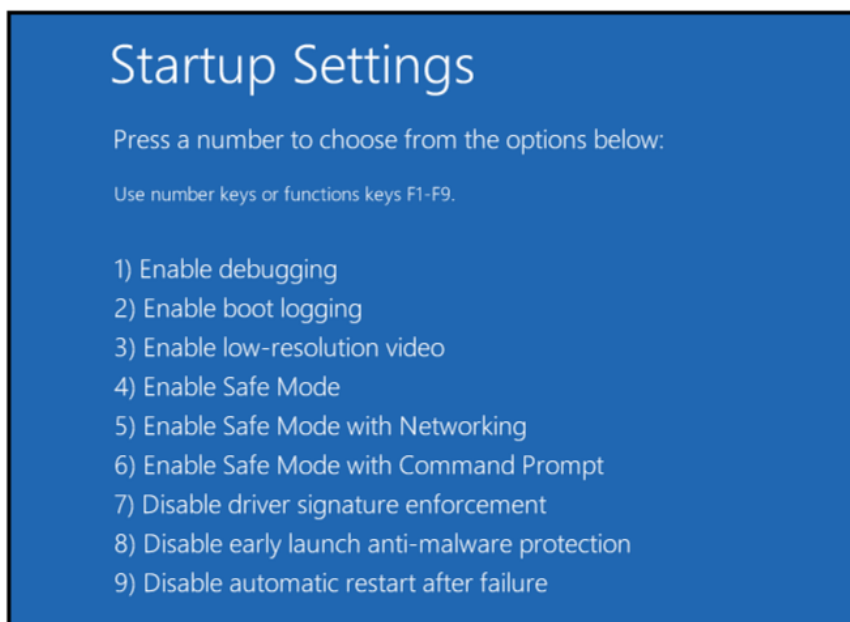 Startup Settings
Press a number to choose from the options below:
Use number keys or functions keys F1-F9.
1) Enable debugging
2) Enable boot logging
3) Enable low-resolution video
4) Enable Safe Mode
5) Enable Safe Mode with Networking
6) Enable Safe Mode with Command Prompt
7) Disable driver signature enforcement
8) Disable early launch anti-malware protection
9) Disable automatic restart after failure